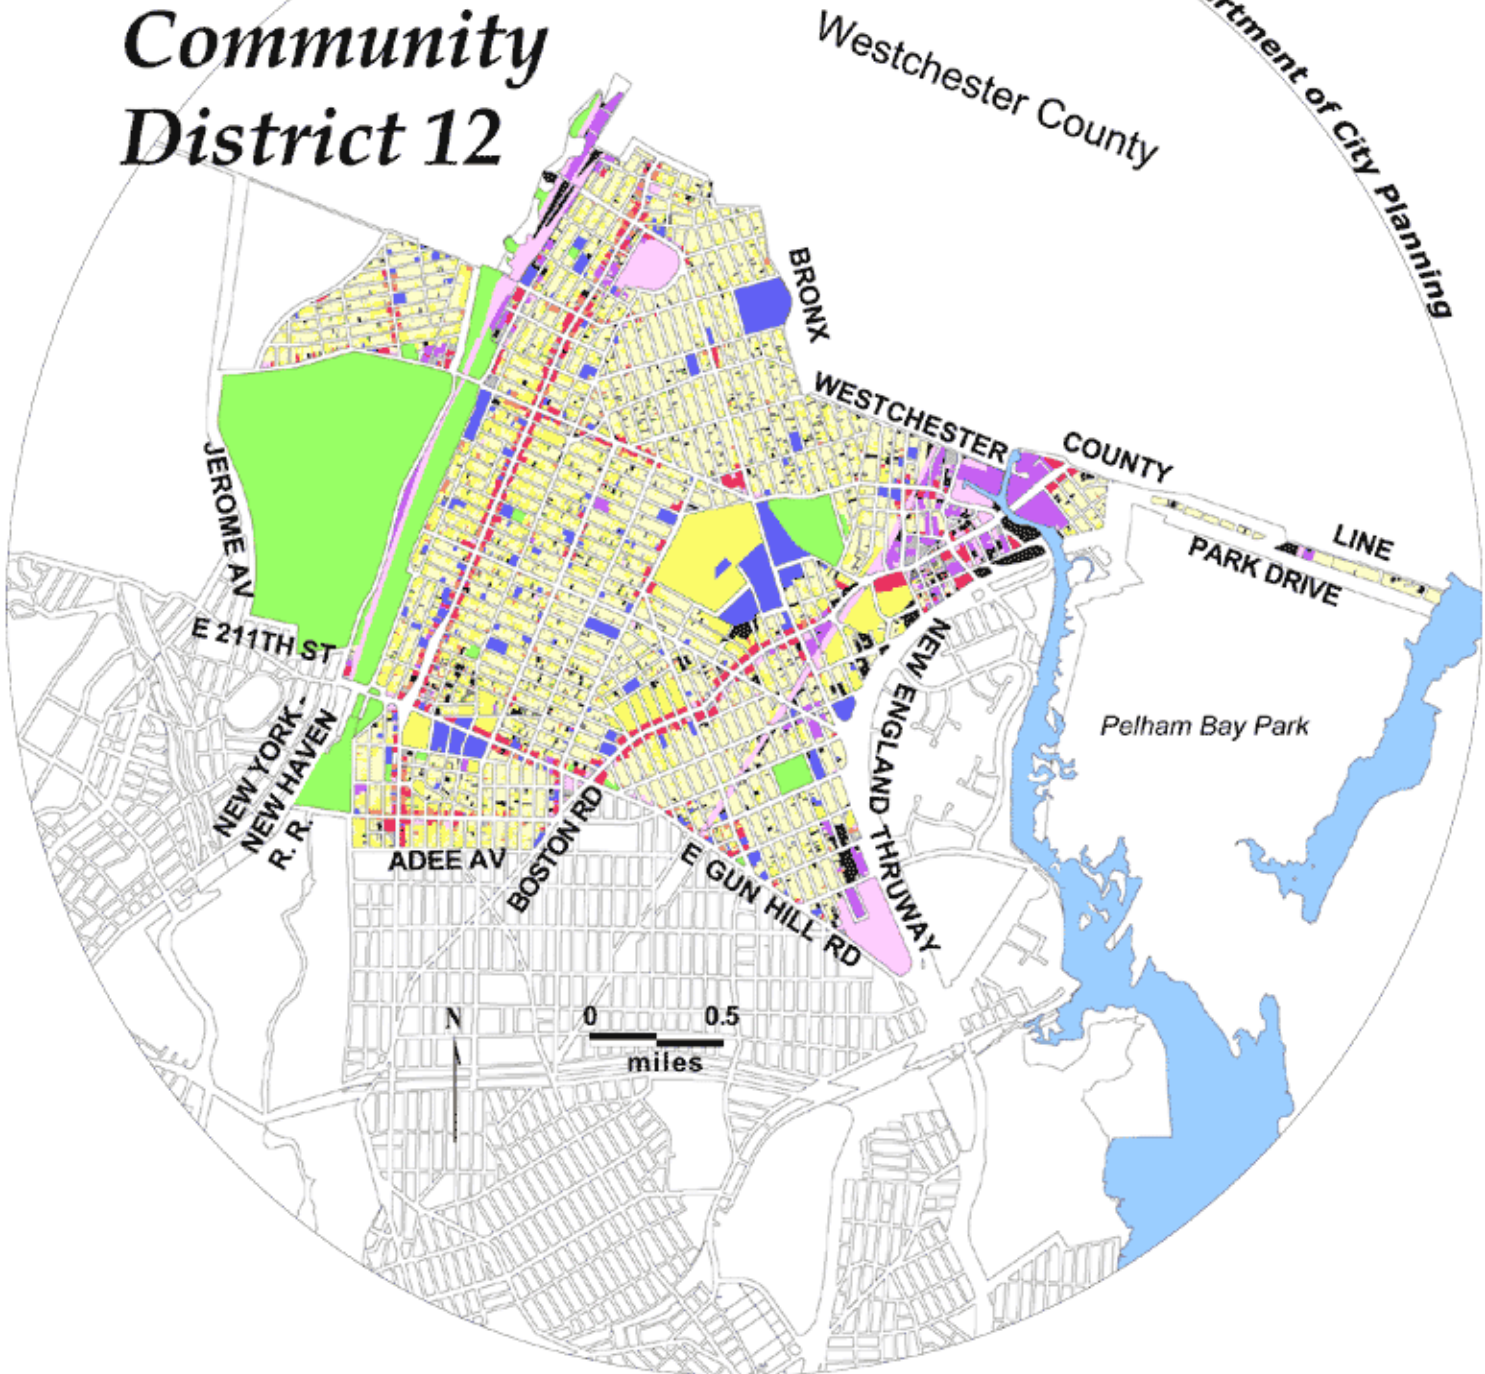 Community
District 12
Westchester County
of City Planning
BRONX
WESTCHESTER
COUNTY
LINE
PARK DRIVE
JEROME AV
E 211TH ST
NEW YORK -
NEW HAVEN
R. R.
NEW ENGLAND THRUWAY
Pelham Bay Park
ADEE AV
BOSTON RD
E GUN HILL RD
N
0 0.5
miles